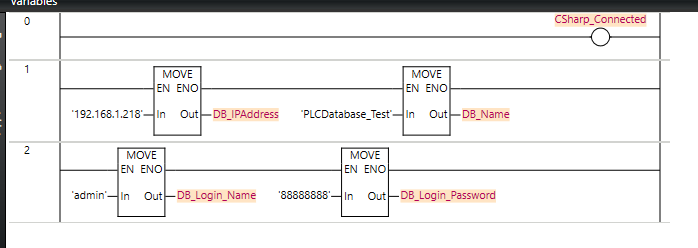 Variables
0
CSharp_Connected
1
MOVE MOVE
EN ENO EN ENO
'192.168.1.218' In Out DB_IPAddress 'PLCDatabase_Test' In Out DB_Name
2
MOVE MOVE
EN ENO EN ENO
'admin' In Out DB_Login_Name '88888888' In Out DB_Login_Password